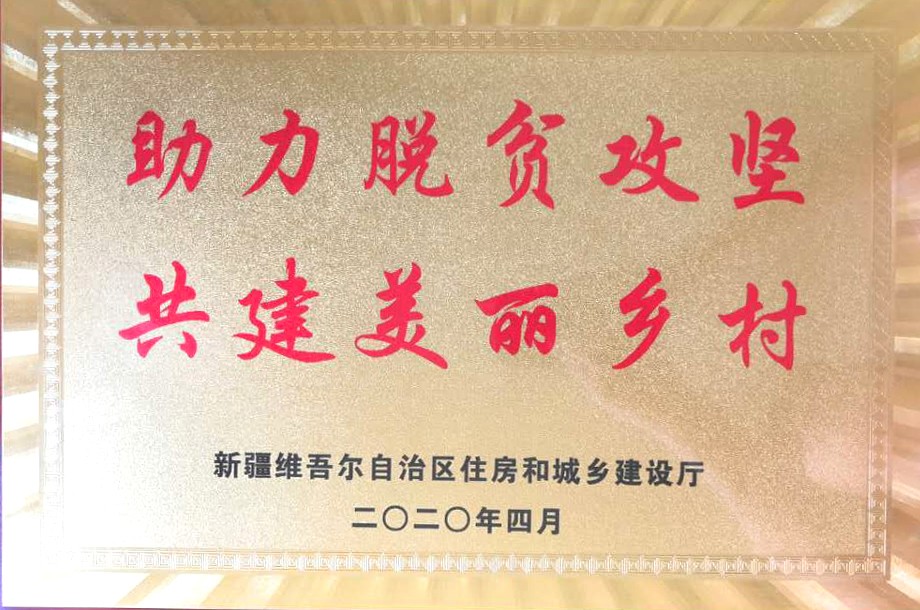 助力脱贫攻坚
共建美丽乡村
新疆维吾尔自治区住房和城乡建设厅
二〇二〇年四月